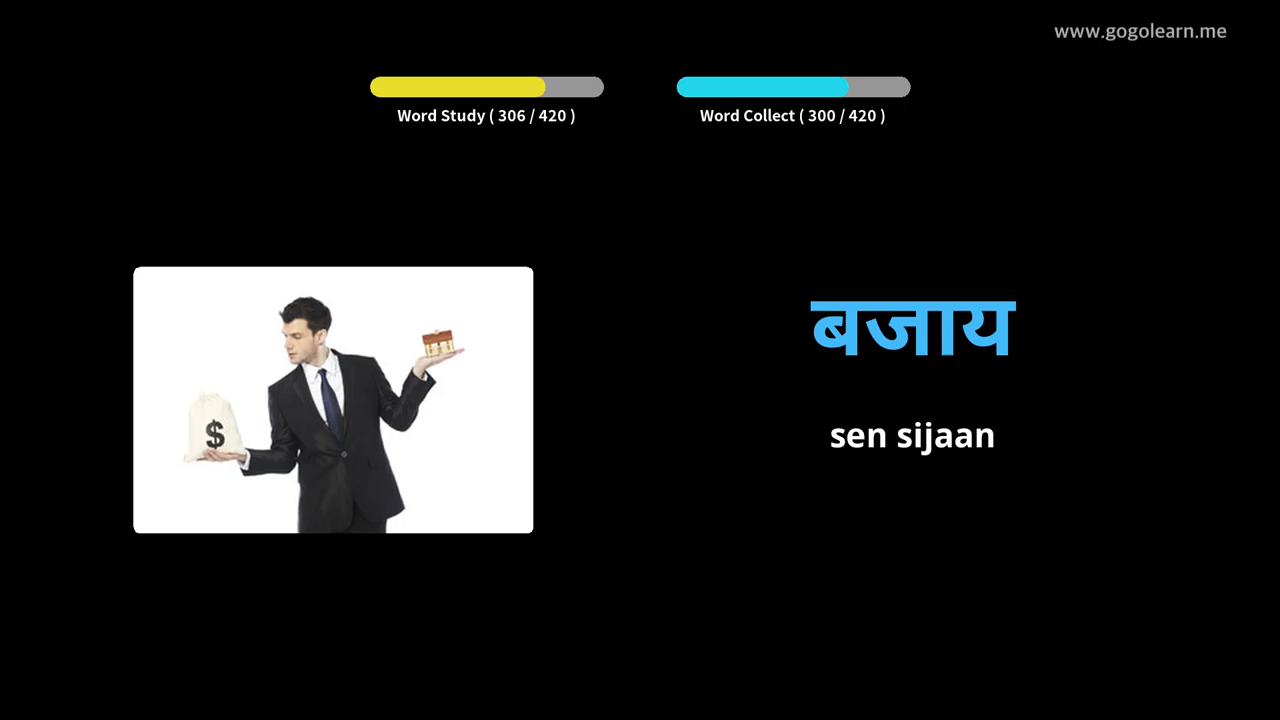 www.gogolearn.me
Word Study ( 306 / 420 )
Word Collect ( 300 / 420 )
बजाय
$
sen sijaan